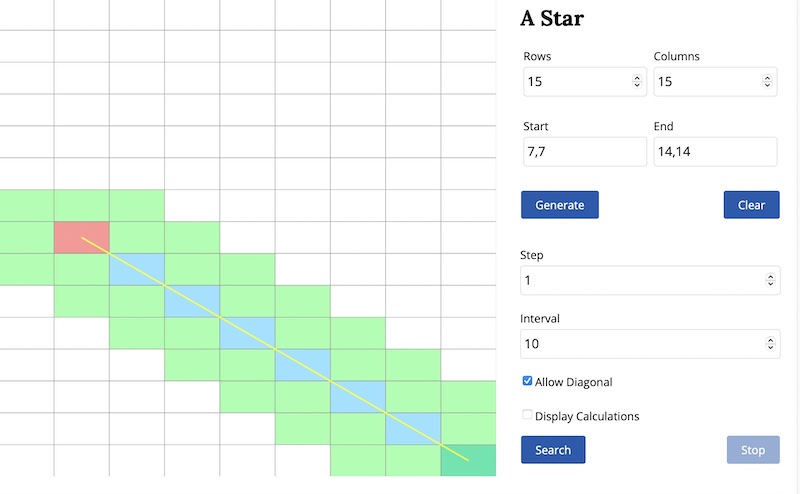 A Star
Rows Columns
15 15
Start End
7,7 14,14
Generate Clear
Step
1
Interval
10
Allow Diagonal
Display Calculations
Search Stop